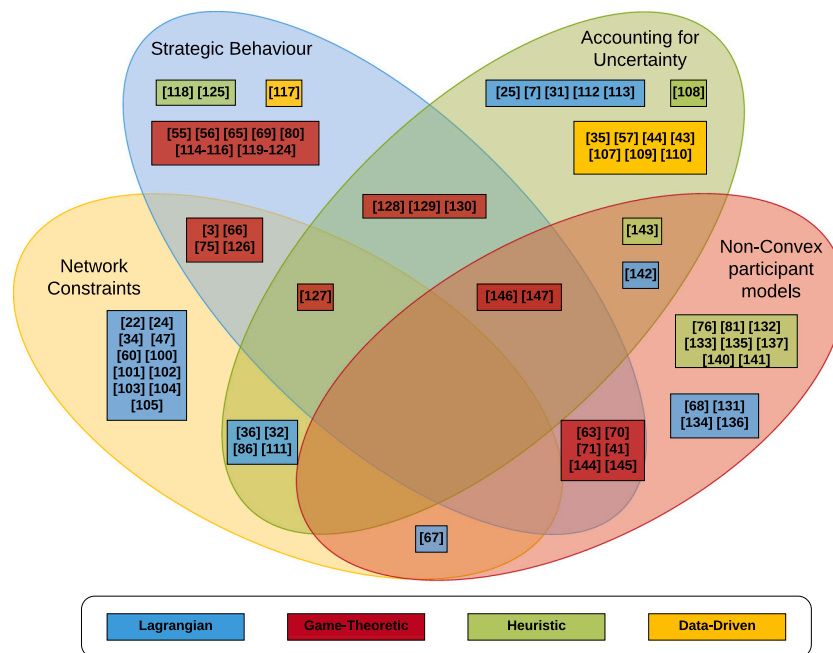 Strategic Behaviour
Accounting for
Uncertainty
[118] [125]
[117]
[25] [7] [31] [112 [113]
[108]
[55] [56] [65] [69] [80]
[114-116] [119-124]
[35] [57] [44] [43]
[107] [109] [110]
[128] [129] [130]
[3] [66]
[75] [126]
[143]
Network
Constraints
[142]
Non-Convex
participant
models
[127]
[146] [147]
[22] [24]
[34] [47]
[60] [100]
[101] [102]
[103] [104]
[105]
[76] [81] [132]
[133] [135] [137]
[140] [141]
[68] [131]
[134] [136]
[36] [32]
[86] [111]
[63] [70]
[71] [41]
[144] [145]
[67]
Lagrangian
Game-Theoretic
Heuristic
Data-Driven